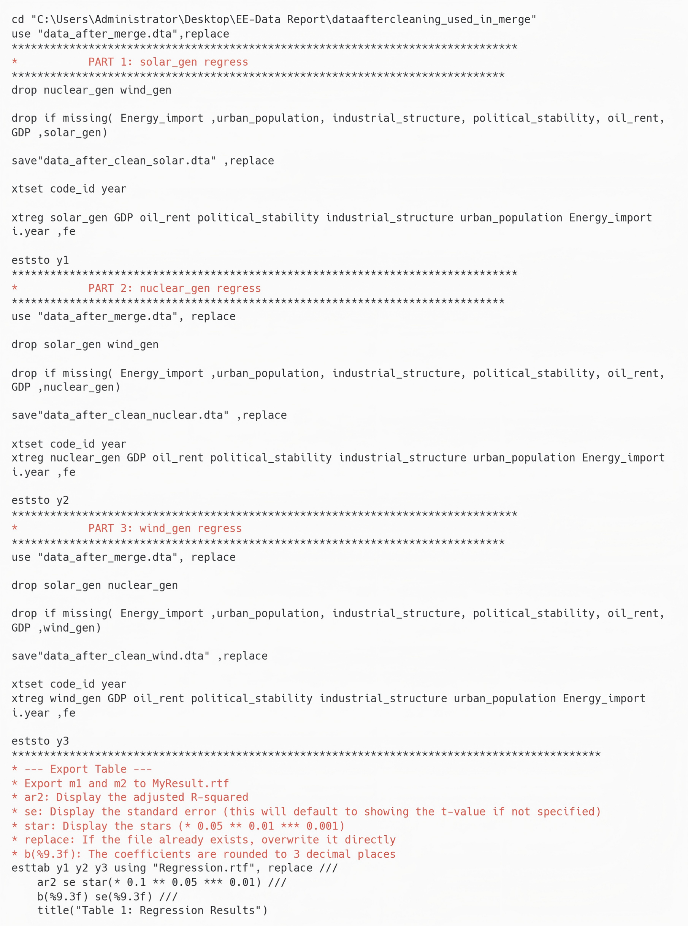 cd "C:\Users\Administrator\Desktop\EE-Data Report\dataaftercleaning_used_in_merge"
use "data_after_merge.dta",replace
*******************************************************************************
*           PART 1: solar_gen regress
*****************************************************************************
drop nuclear_gen wind_gen

drop if missing( Energy_import ,urban_population, industrial_structure, political_stability, oil_rent,
GDP ,solar_gen)

save"data_after_clean_solar.dta" ,replace

xtset code_id year

xtreg solar_gen GDP oil_rent political_stability industrial_structure urban_population Energy_import
i.year ,fe

eststo y1
*******************************************************************************
*           PART 2: nuclear_gen regress
*****************************************************************************
use "data_after_merge.dta", replace

drop solar_gen wind_gen

drop if missing( Energy_import ,urban_population, industrial_structure, political_stability, oil_rent,
GDP ,nuclear_gen)

save"data_after_clean_nuclear.dta" ,replace

xtset code_id year
xtreg nuclear_gen GDP oil_rent political_stability industrial_structure urban_population Energy_import
i.year ,fe

eststo y2
*******************************************************************************
*           PART 3: wind_gen regress
*****************************************************************************
use "data_after_merge.dta", replace

drop solar_gen nuclear_gen

drop if missing( Energy_import ,urban_population, industrial_structure, political_stability, oil_rent,
GDP ,wind_gen)

save"data_after_clean_wind.dta" ,replace

xtset code_id year
xtreg wind_gen GDP oil_rent political_stability industrial_structure urban_population Energy_import
i.year ,fe

eststo y3
********************************************************************************************
* --- Export Table ---
* Export m1 and m2 to MyResult.rtf
* ar2: Display the adjusted R-squared
* se: Display the standard error (this will default to showing the t-value if not specified)
* star: Display the stars (* 0.05 ** 0.01 *** 0.001)
* replace: If the file already exists, overwrite it directly
* b(%9.3f): The coefficients are rounded to 3 decimal places
esttab y1 y2 y3 using "Regression.rtf", replace ///
    ar2 se star(* 0.1 ** 0.05 *** 0.01) ///
    b(%9.3f) se(%9.3f) ///
    title("Table 1: Regression Results")